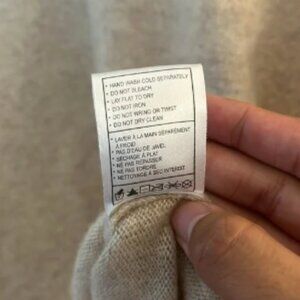 • HAND WASH COLD SEPARATELY
• DO NOT BLEACH
• LAY FLAT TO DRY
• DO NOT IRON
• DO NOT WRING OR TWIST
• DO NOT DRY CLEAN
• LAVER À LA MAIN SÉPARÉMENT
À FROID
• PAS D'EAU DE JAVEL
• SÉCHAGE À PLAT
• NE PAS REPASSER
• NE PAS TORDRE
• NETTOYAGE À SEC INTERDIT